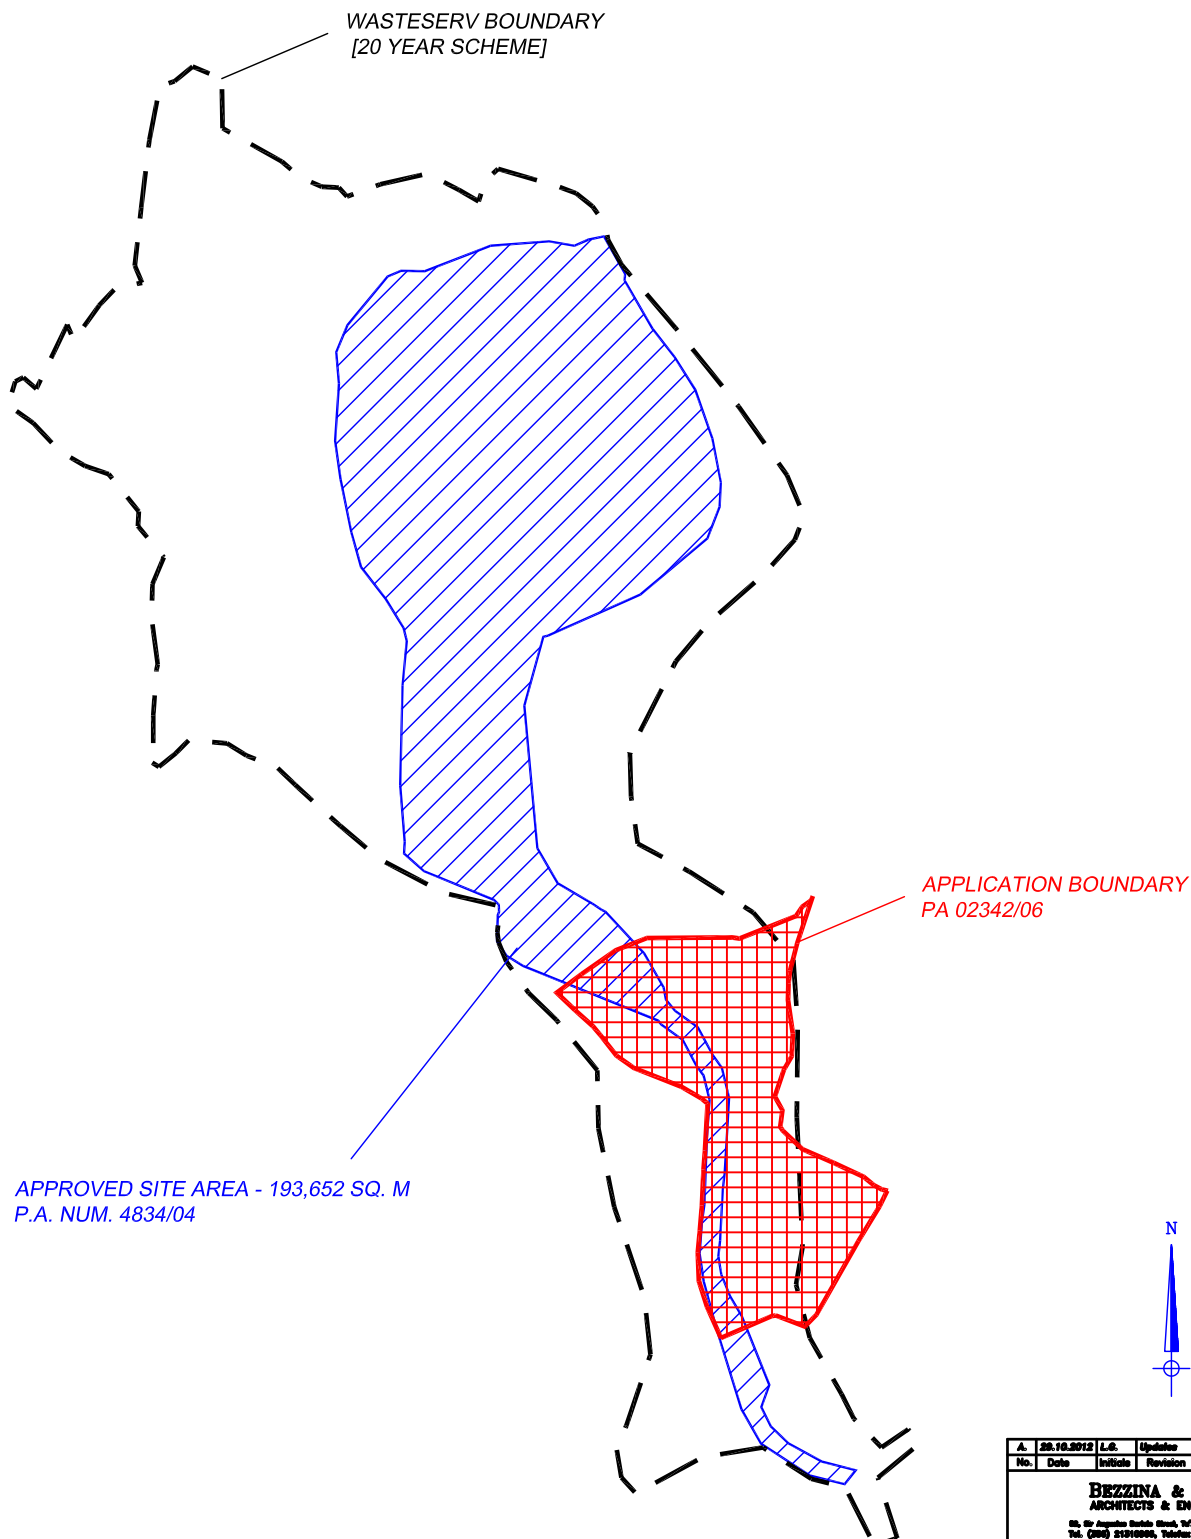 WASTESERV BOUNDARY
[20 YEAR SCHEME]
APPLICATION BOUNDARY
PA 02342/06
APPROVED SITE AREA - 193,652 SQ. M
P.A. NUM. 4834/04
N
A. 29.10.2012 L.G. Updates
No. Date Initials Revision
BEZZINA &
ARCHITECTS & EN